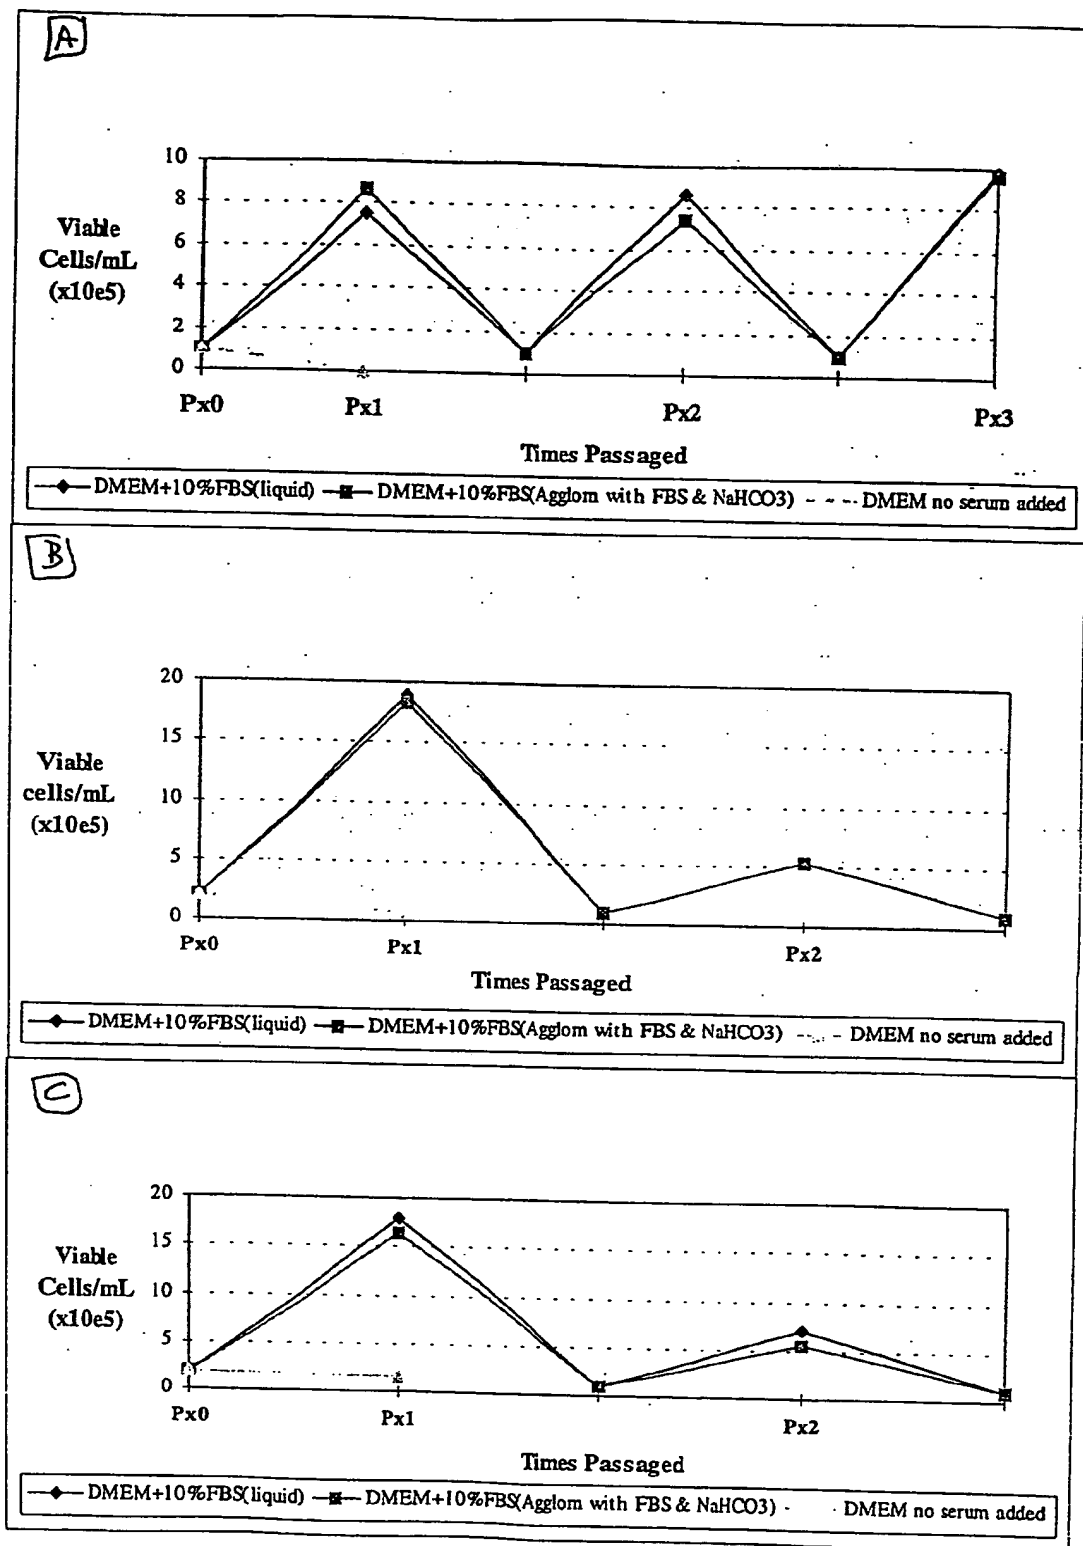 A
10
8
6
4
2
0
Viable
Cells/mL
(x10e5)
Px0 Px1 Px2 Px3
Times Passaged
DMEM+10%FBS(liquid) DMEM+10%FBS(Agglom with FBS & NaHCO3) DMEM no serum added
B
20
15
10
5
0
Viable
cells/mL
(x10e5)
Px0 Px1 Px2
Times Passaged
DMEM+10%FBS(liquid) DMEM+10%FBS(Agglom with FBS & NaHCO3) DMEM no serum added
C
20
15
10
5
0
Viable
Cells/mL
(x10e5)
Px0 Px1 Px2
Times Passaged
DMEM+10%FBS(liquid) DMEM+10%FBS(Agglom with FBS & NaHCO3) DMEM no serum added